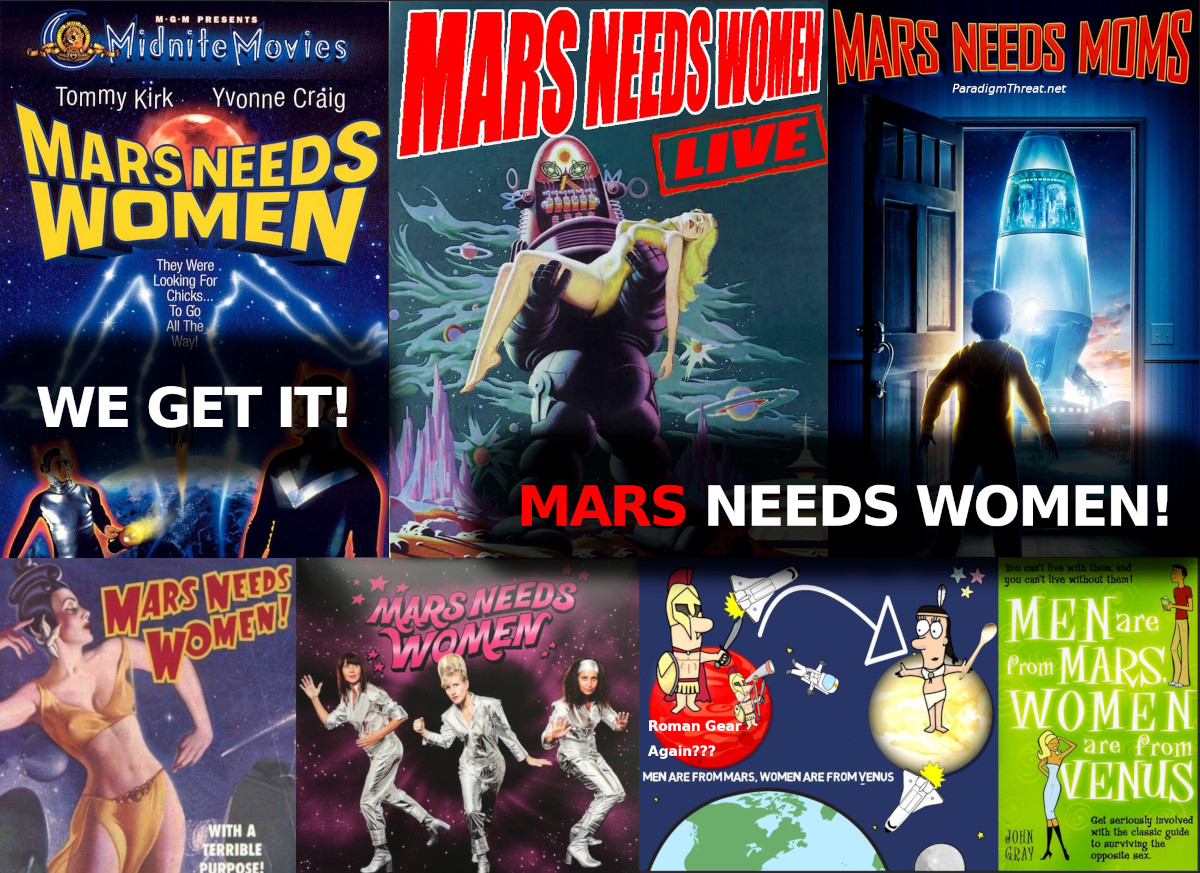 M·G·M PRESENTS
Midnite Movies
Tommy Kirk Yvonne Craig
MARS NEEDS
WOMEN
They Were
Looking For
Chicks...
To Go
All The
Way!
WE GET IT!
MARS NEEDS WOMEN
LIVE
MARS NEEDS MOMS
ParadigmThreat.net
MARS NEEDS WOMEN!
MARS NEEDS
WOMEN!
WITH A
TERRIBLE
PURPOSE!
MARS NEEDS
WOMEN
Roman Gear
Again???
MEN ARE FROM MARS, WOMEN ARE FROM VENUS
You can't live with them, and
you can't live without them!
MEN are
from MARS,
WOMEN
are from
VENUS
Get seriously involved
with the classic guide
to surviving the
opposite sex.
JOHN
GRAY